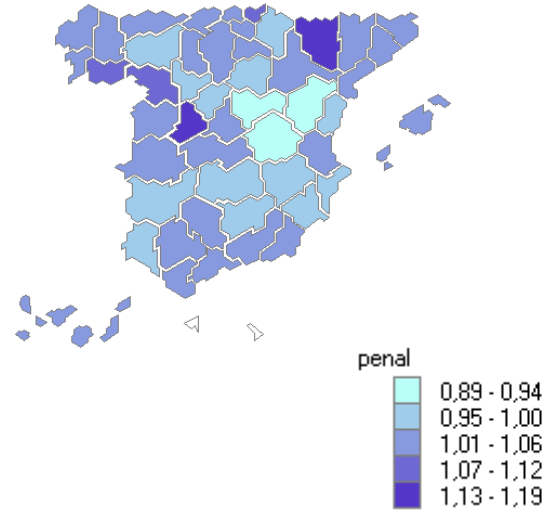 penal
0,89 - 0,94
0,95 - 1,00
1,01 - 1,06
1,07 - 1,12
1,13 - 1,19